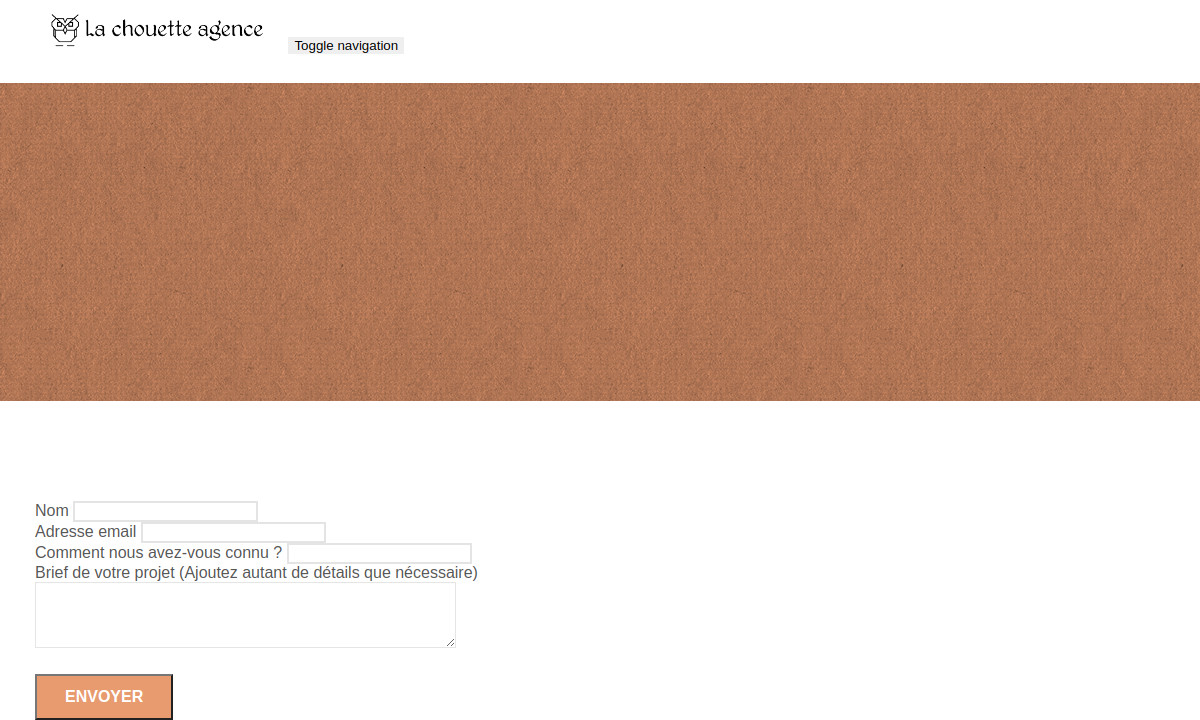 La chouette agence
Toggle navigation
Nom
Adresse email
Comment nous avez-vous connu ?
Brief de votre projet (Ajoutez autant de détails que nécessaire)
ENVOYER